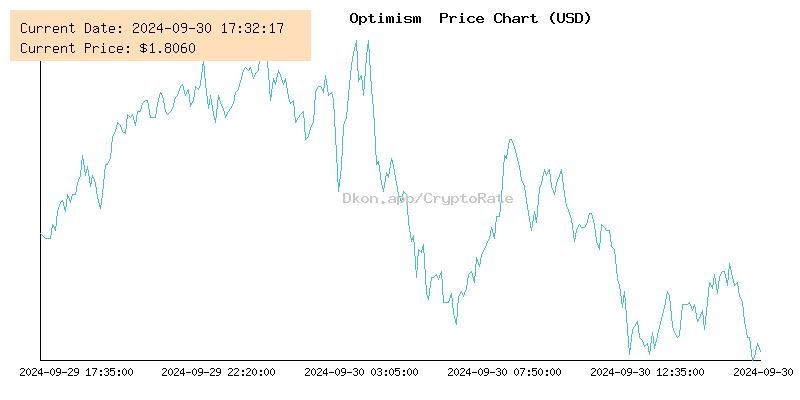 Optimism Price Chart (USD)
Current Date: 2024-09-30 17:32:17
Current Price: $1.8060
Dkon.app/CryptoRate
2024-09-29 17:35:00 2024-09-29 22:20:00 2024-09-30 03:05:00 2024-09-30 07:50:00 2024-09-30 12:35:00 2024-09-30